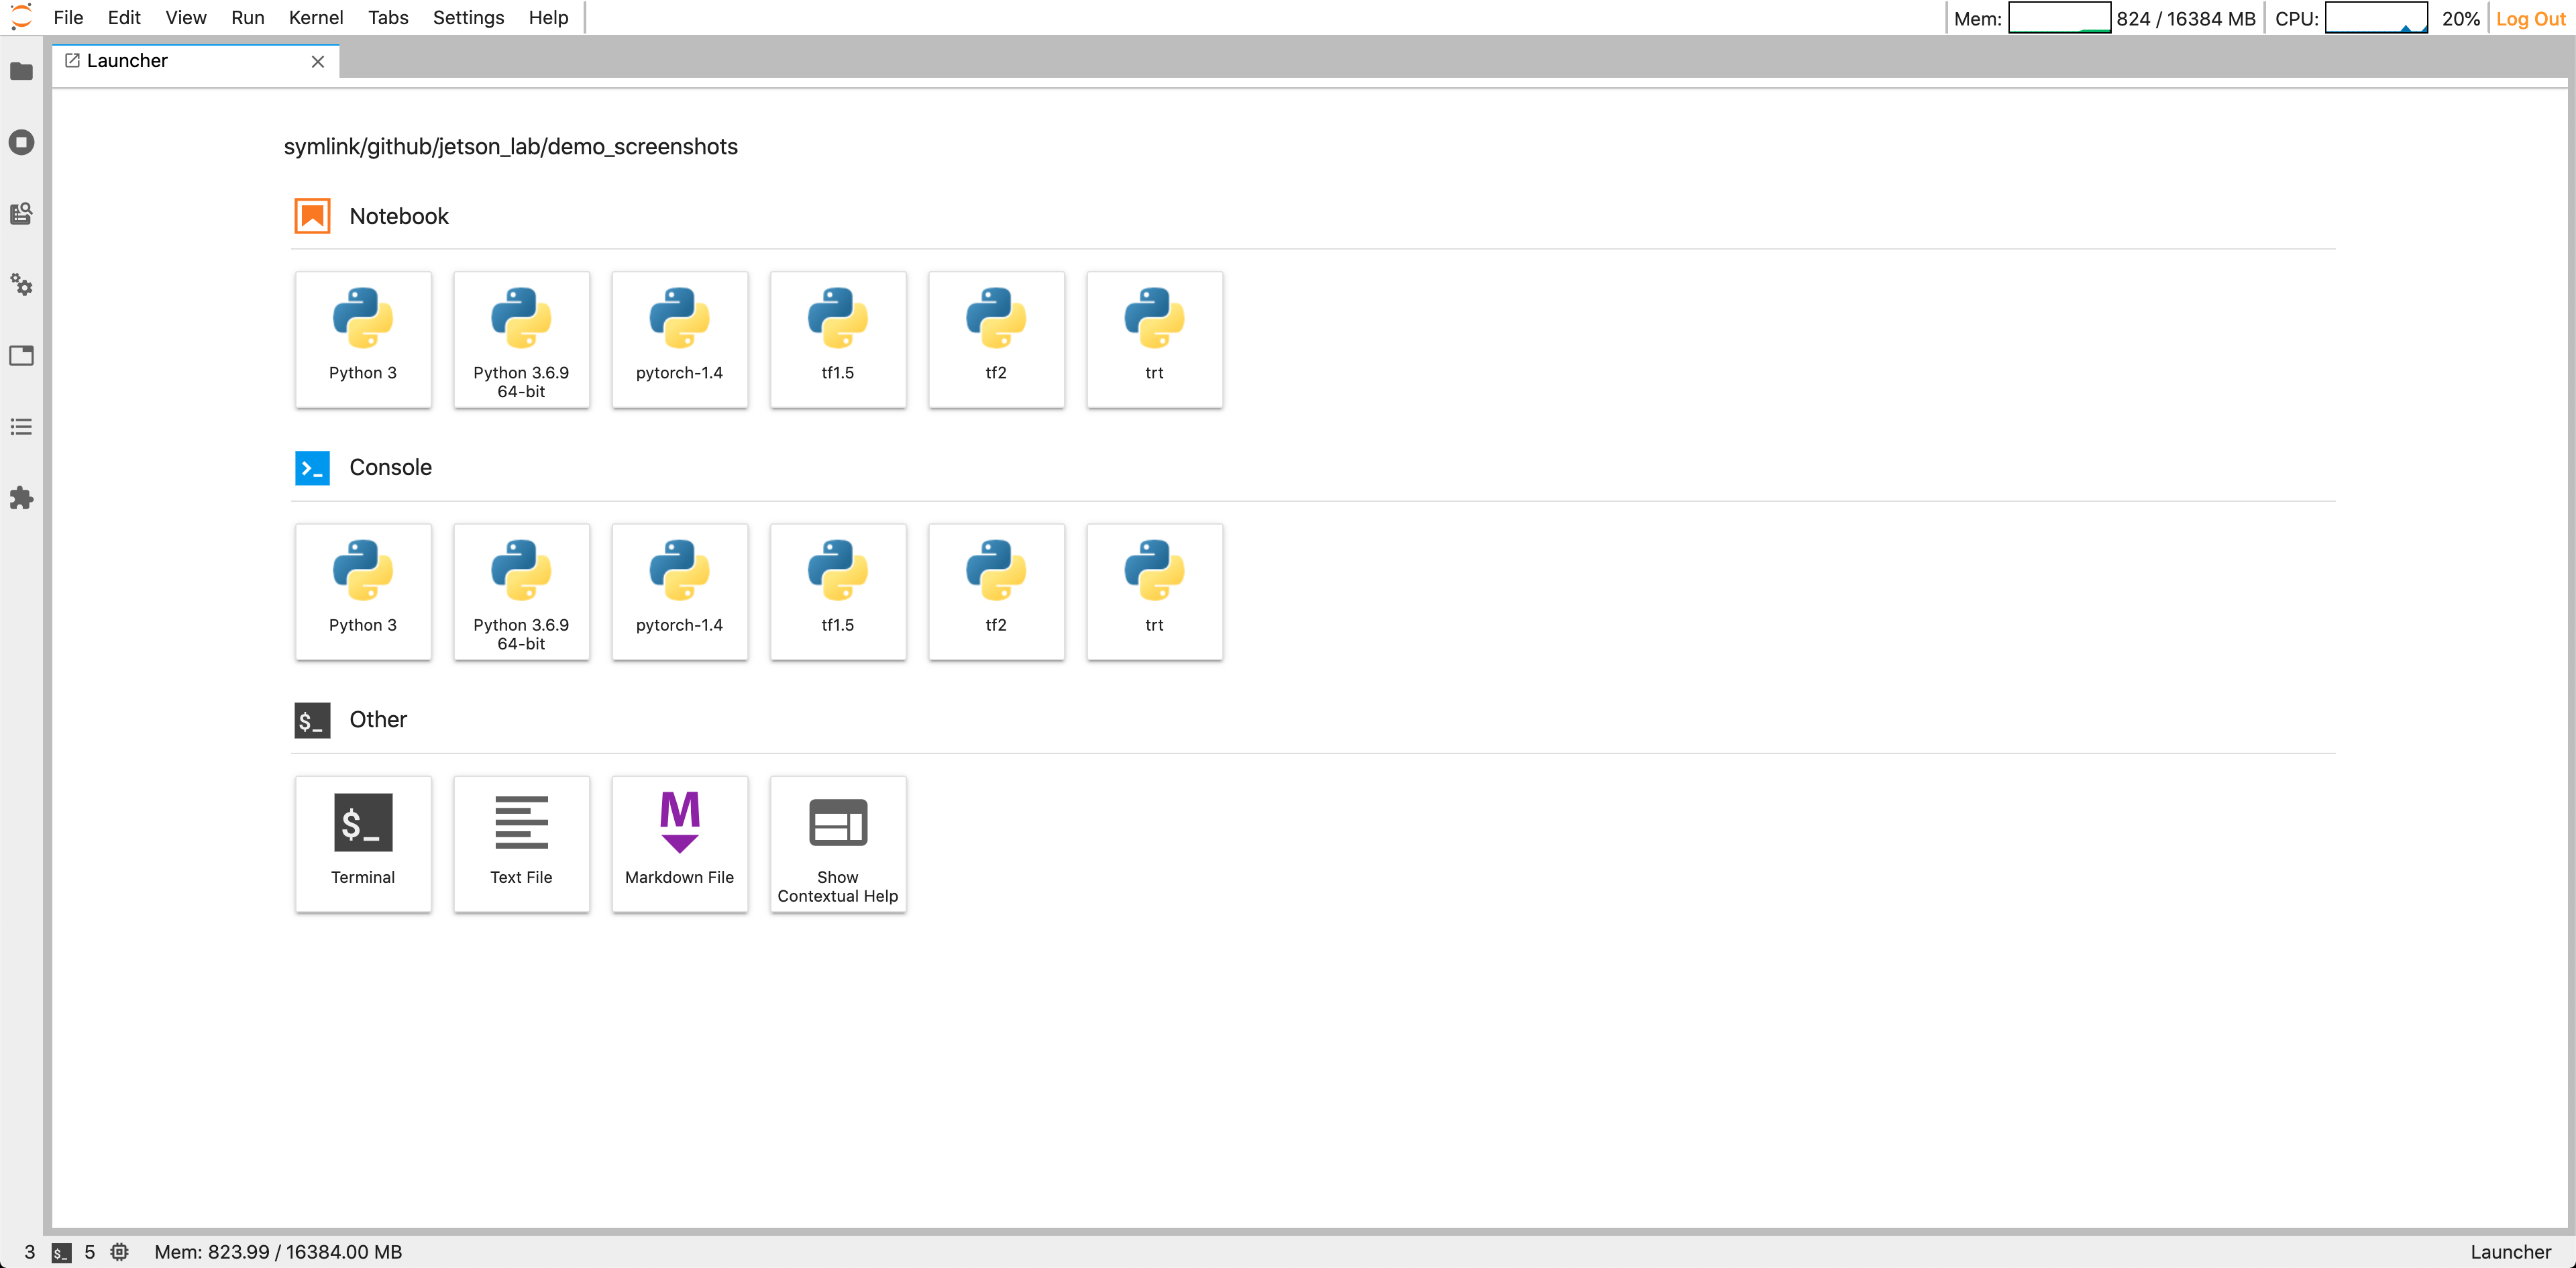 File Edit View Run Kernel Tabs Settings Help
Mem: 824 / 16384 MB CPU: 20% Log Out
Launcher
symlink/github/jetson_lab/demo_screenshots
Notebook
Python 3
Python 3.6.9
64-bit
pytorch-1.4
tf1.5
tf2
trt
>_ Console
Python 3
Python 3.6.9
64-bit
pytorch-1.4
tf1.5
tf2
trt
$_ Other
$_
Terminal
Text File
M
Markdown File
Show
Contextual Help
3 $_ 5 Mem: 823.99 / 16384.00 MB Launcher